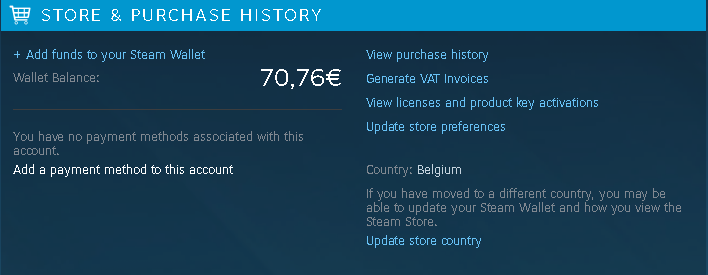 STORE & PURCHASE HISTORY
+ Add funds to your Steam Wallet
Wallet Balance: 70,76€
You have no payment methods associated with this
account.
Add a payment method to this account
View purchase history
Generate VAT Invoices
View licenses and product key activations
Update store preferences
Country: Belgium
If you have moved to a different country, you may be
able to update your Steam Wallet and how you view the
Steam Store.
Update store country